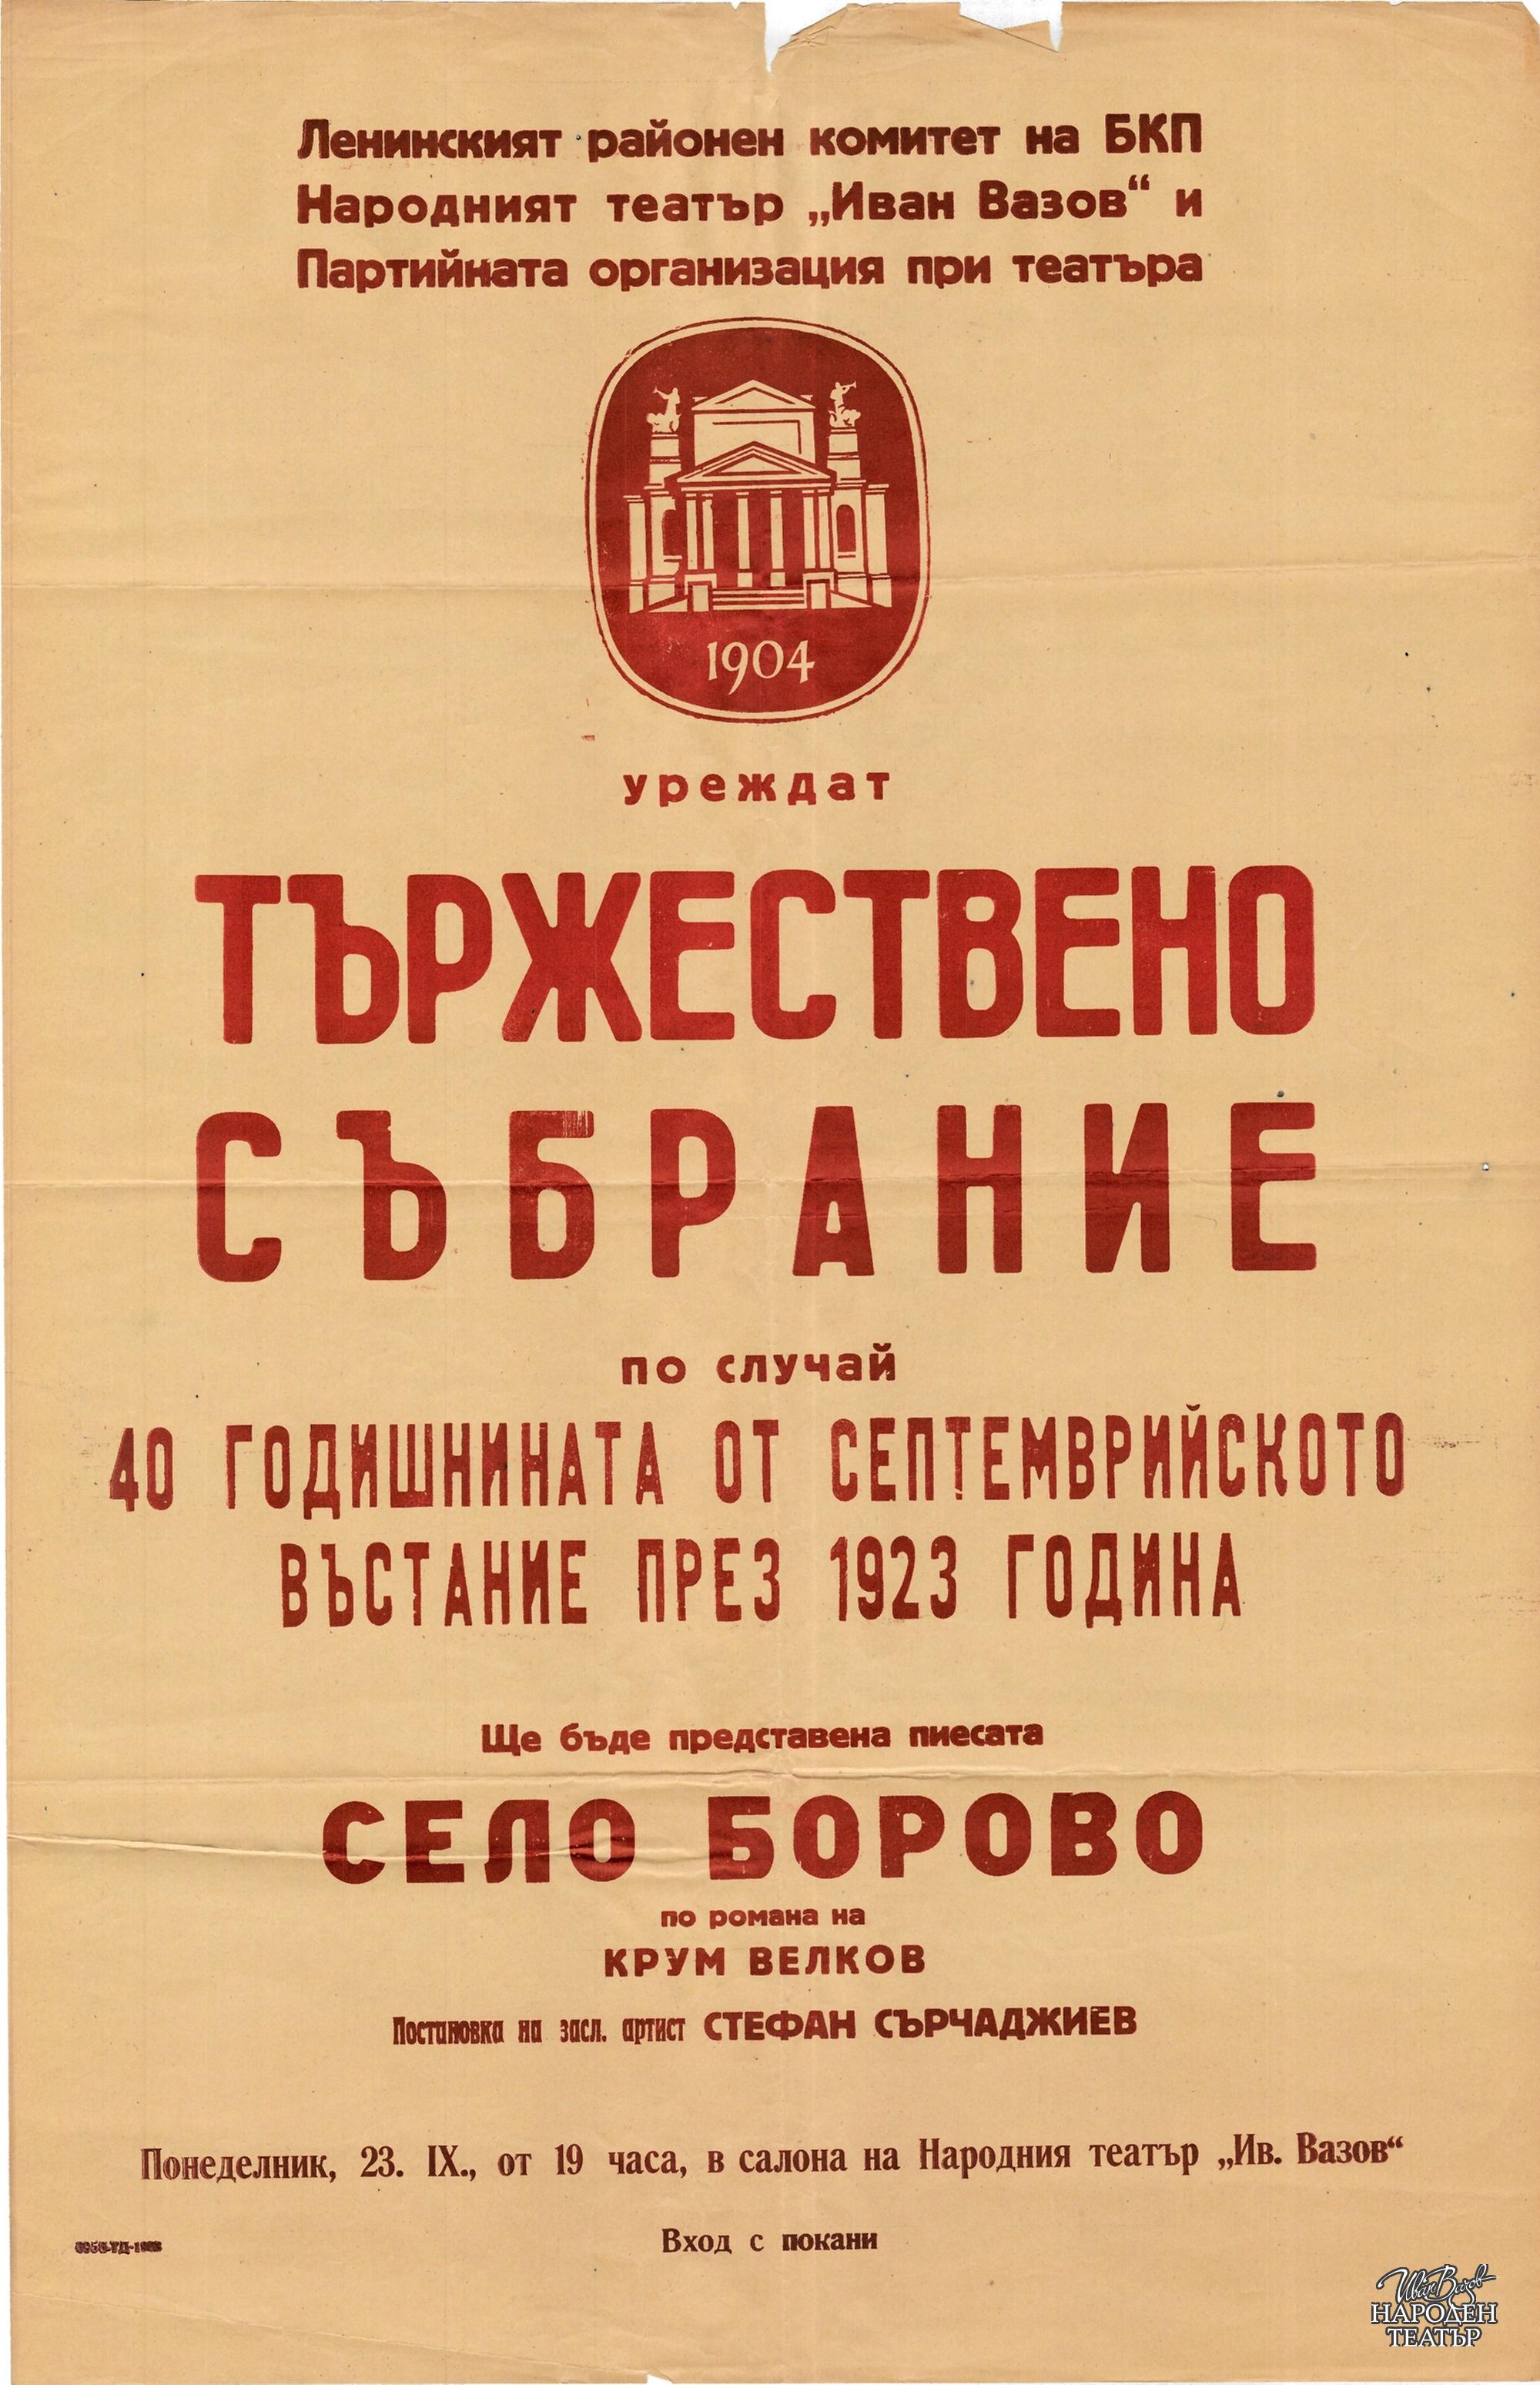 Ленинският районен комитет на БКП
Народният театър „Иван Вазов“ и
Партийната организация при театъра
1904
уреждат
ТЪРЖЕСТВЕНО
СЪБРАНИЕ
по случай
40 ГОДИШНИНАТА ОТ СЕПТЕМВРИЙСКОТО
ВЪСТАНИЕ ПРЕЗ 1923 ГОДИНА
Ще бъде представена пиесата
СЕЛО БОРОВО
по романа на
КРУМ ВЕЛКОВ
Постановка на засл. артист СТЕФАН СЪРЧАДЖИЕВ
Понеделник, 23. IX., от 19 часа, в салона на Народния театър „Ив. Вазов“
Вход с покани
Иван Вазов
НАРОДЕН
ТЕАТЪР